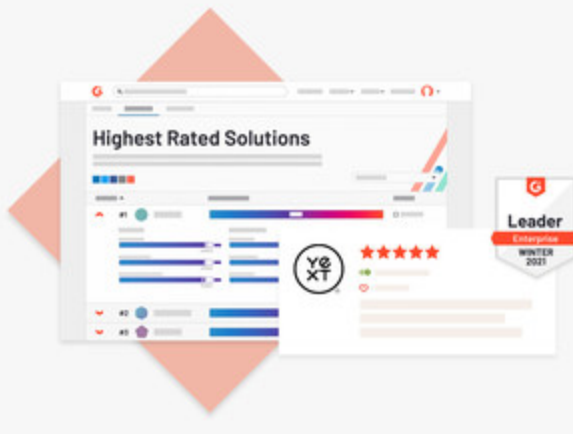 Highest Rated Solutions
#1
#2
#3
YEXT
G
Leader
Enterprise
WINTER
2021